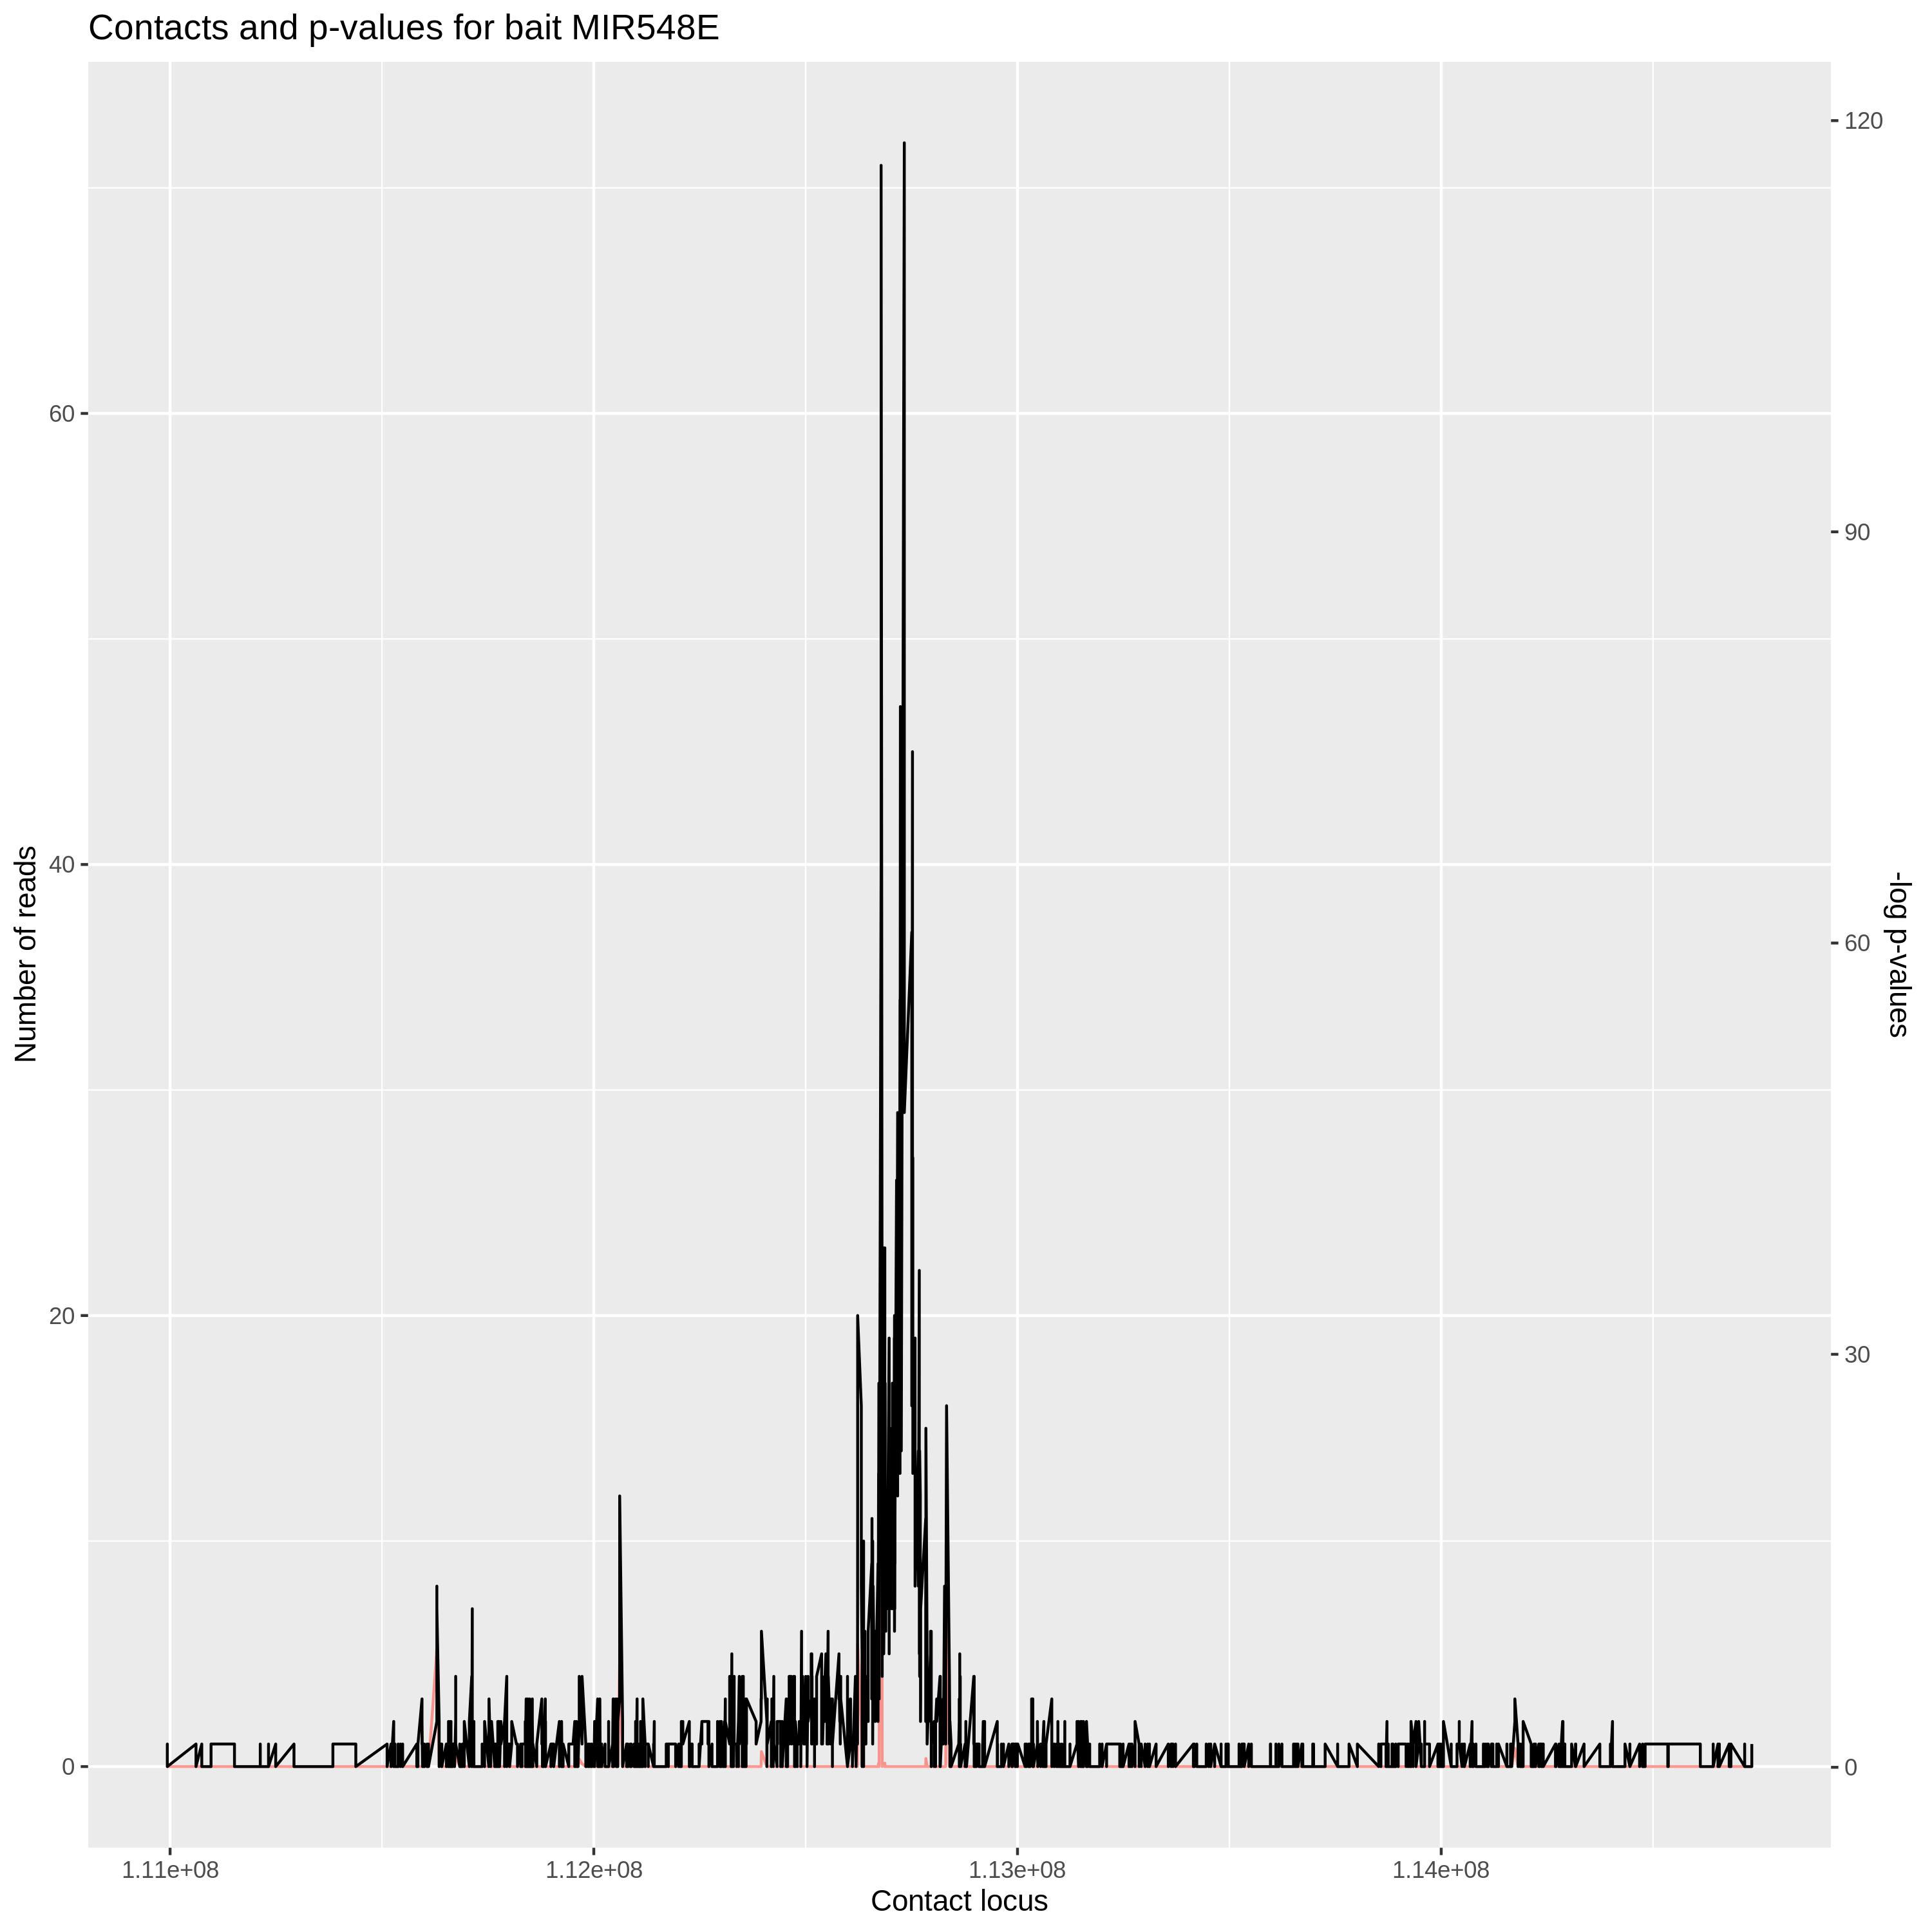 Contacts and p-values for bait MIR548E
120
90
60
30
0
60
40
20
0
Number of reads
-log p-values
1.11e+08
1.12e+08
1.13e+08
1.14e+08
Contact locus